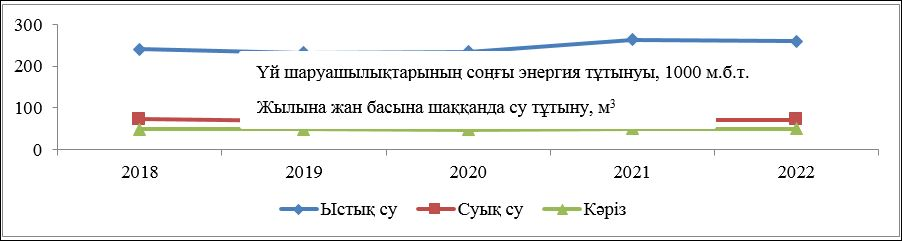 300
200
100
0
Үй шаруашылықтарының соңғы энергия тұтынуы, 1000 м.б.т.
Жылына жан басына шаққанда су тұтыну, м³
2018 2019 2020 2021 2022
Ыстық су Суық су Кәріз